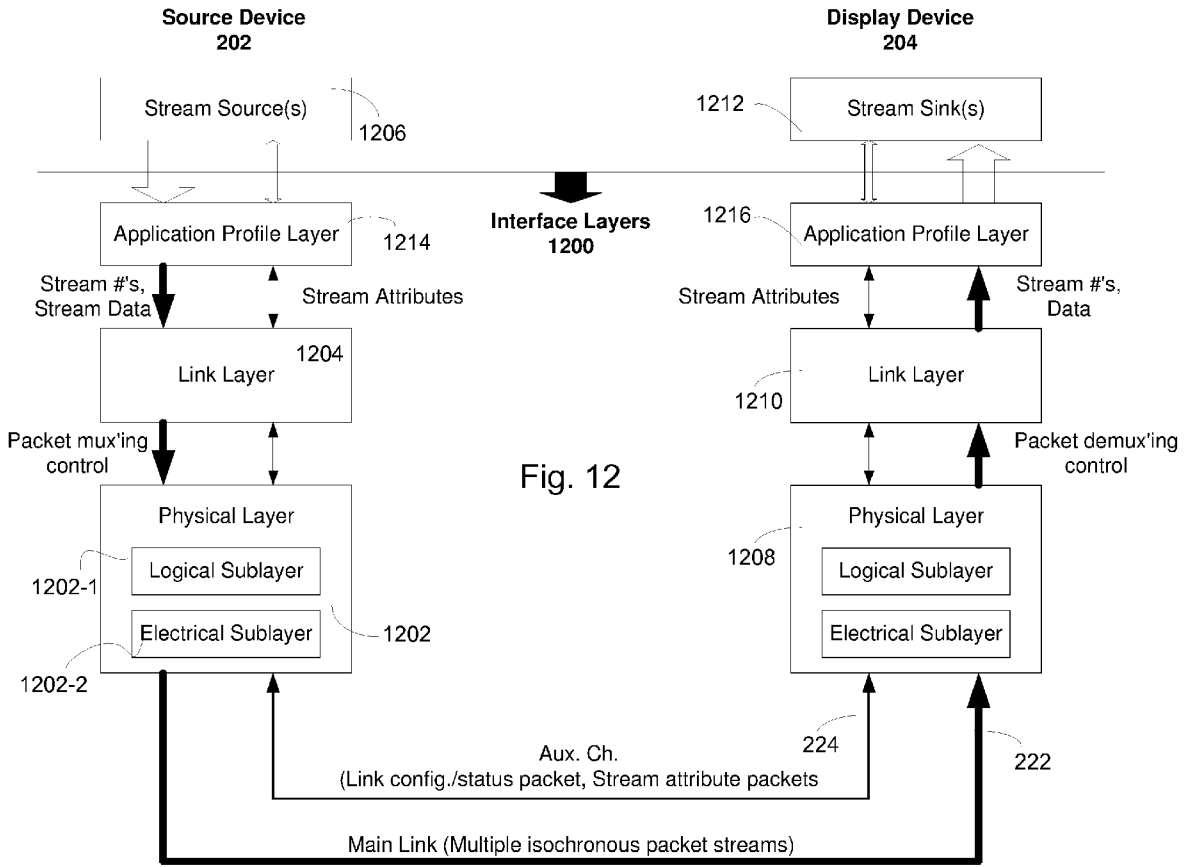 Source Device
202
Display Device
204
Stream Source(s)
1206
1212
Stream Sink(s)
Interface Layers
1200
Application Profile Layer
1214
1216
Application Profile Layer
Stream #'s,
Stream Data
Stream Attributes
Stream Attributes
Stream #'s,
Data
1204
Link Layer
1210
Link Layer
Packet mux'ing
control
Packet demux'ing
control
Fig. 12
Physical Layer
Logical Sublayer
1202-1
Electrical Sublayer
1202
1202-2
Physical Layer
1208
Logical Sublayer
Electrical Sublayer
224
222
Aux. Ch.
(Link config./status packet, Stream attribute packets
Main Link (Multiple isochronous packet streams)